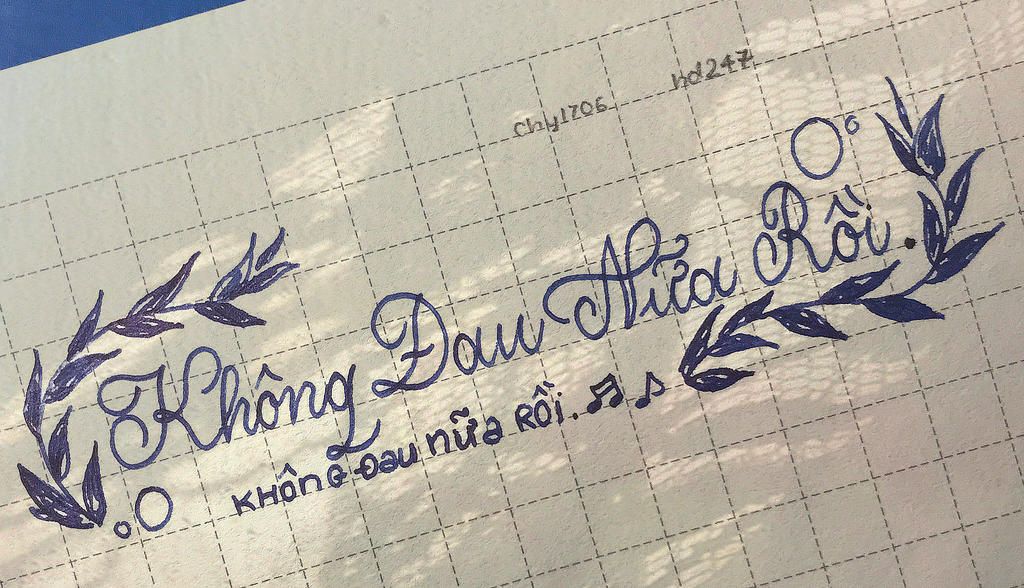 hd247
chy1706
Không Đau Nữa Rồi.
KHÔNG ĐaU nữa RỒi. 🎵 ♪